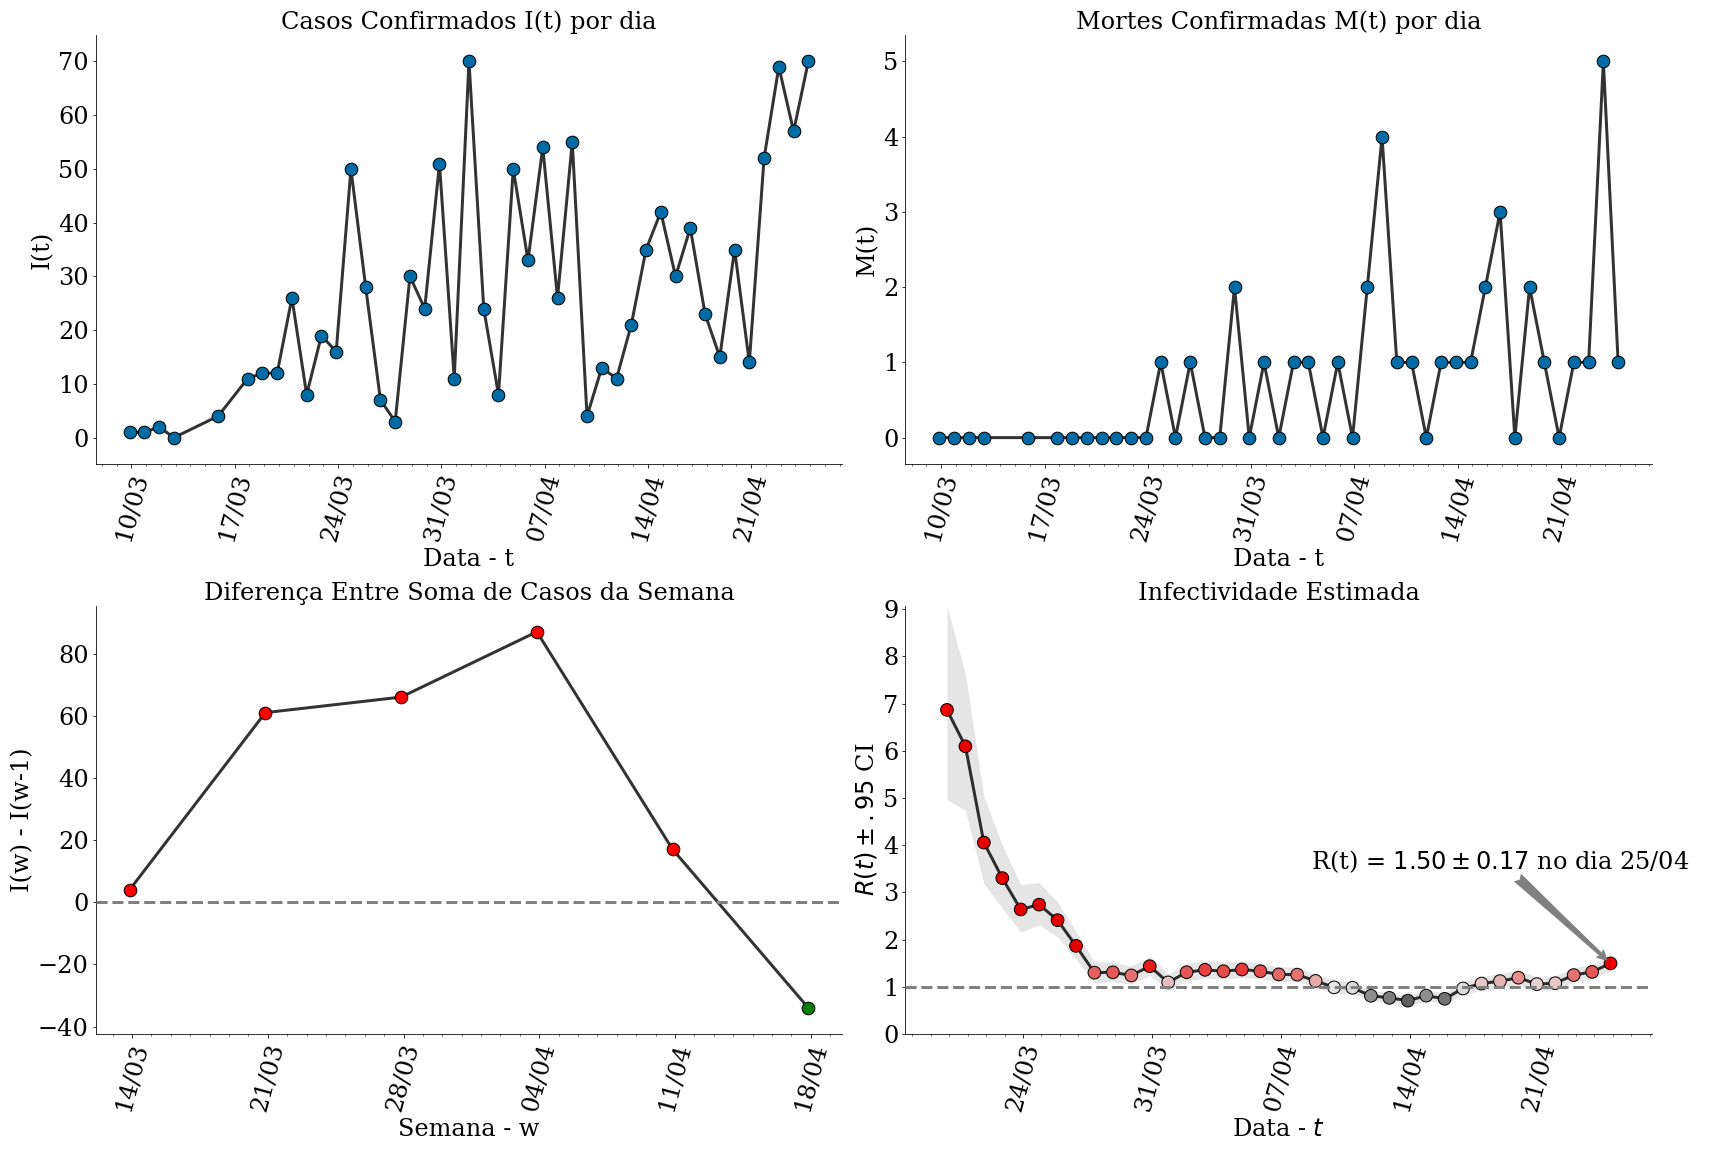 Casos Confirmados I(t) por dia
70
60
50
40
30
20
10
0
I(t)
10/03 17/03 24/03 31/03 07/04 14/04 21/04
Data - t
Mortes Confirmadas M(t) por dia
5
4
3
2
1
0
M(t)
10/03 17/03 24/03 31/03 07/04 14/04 21/04
Data - t
Diferença Entre Soma de Casos da Semana
80
60
40
20
0
−20
−40
I(w) - I(w-1)
14/03 21/03 28/03 04/04 11/04 18/04
Semana - w
Infectividade Estimada
9
8
7
6
5
4
3
2
1
0
R(t) ± .95 CI
R(t) = 1.50 ± 0.17 no dia 25/04
24/03 31/03 07/04 14/04 21/04
Data - t